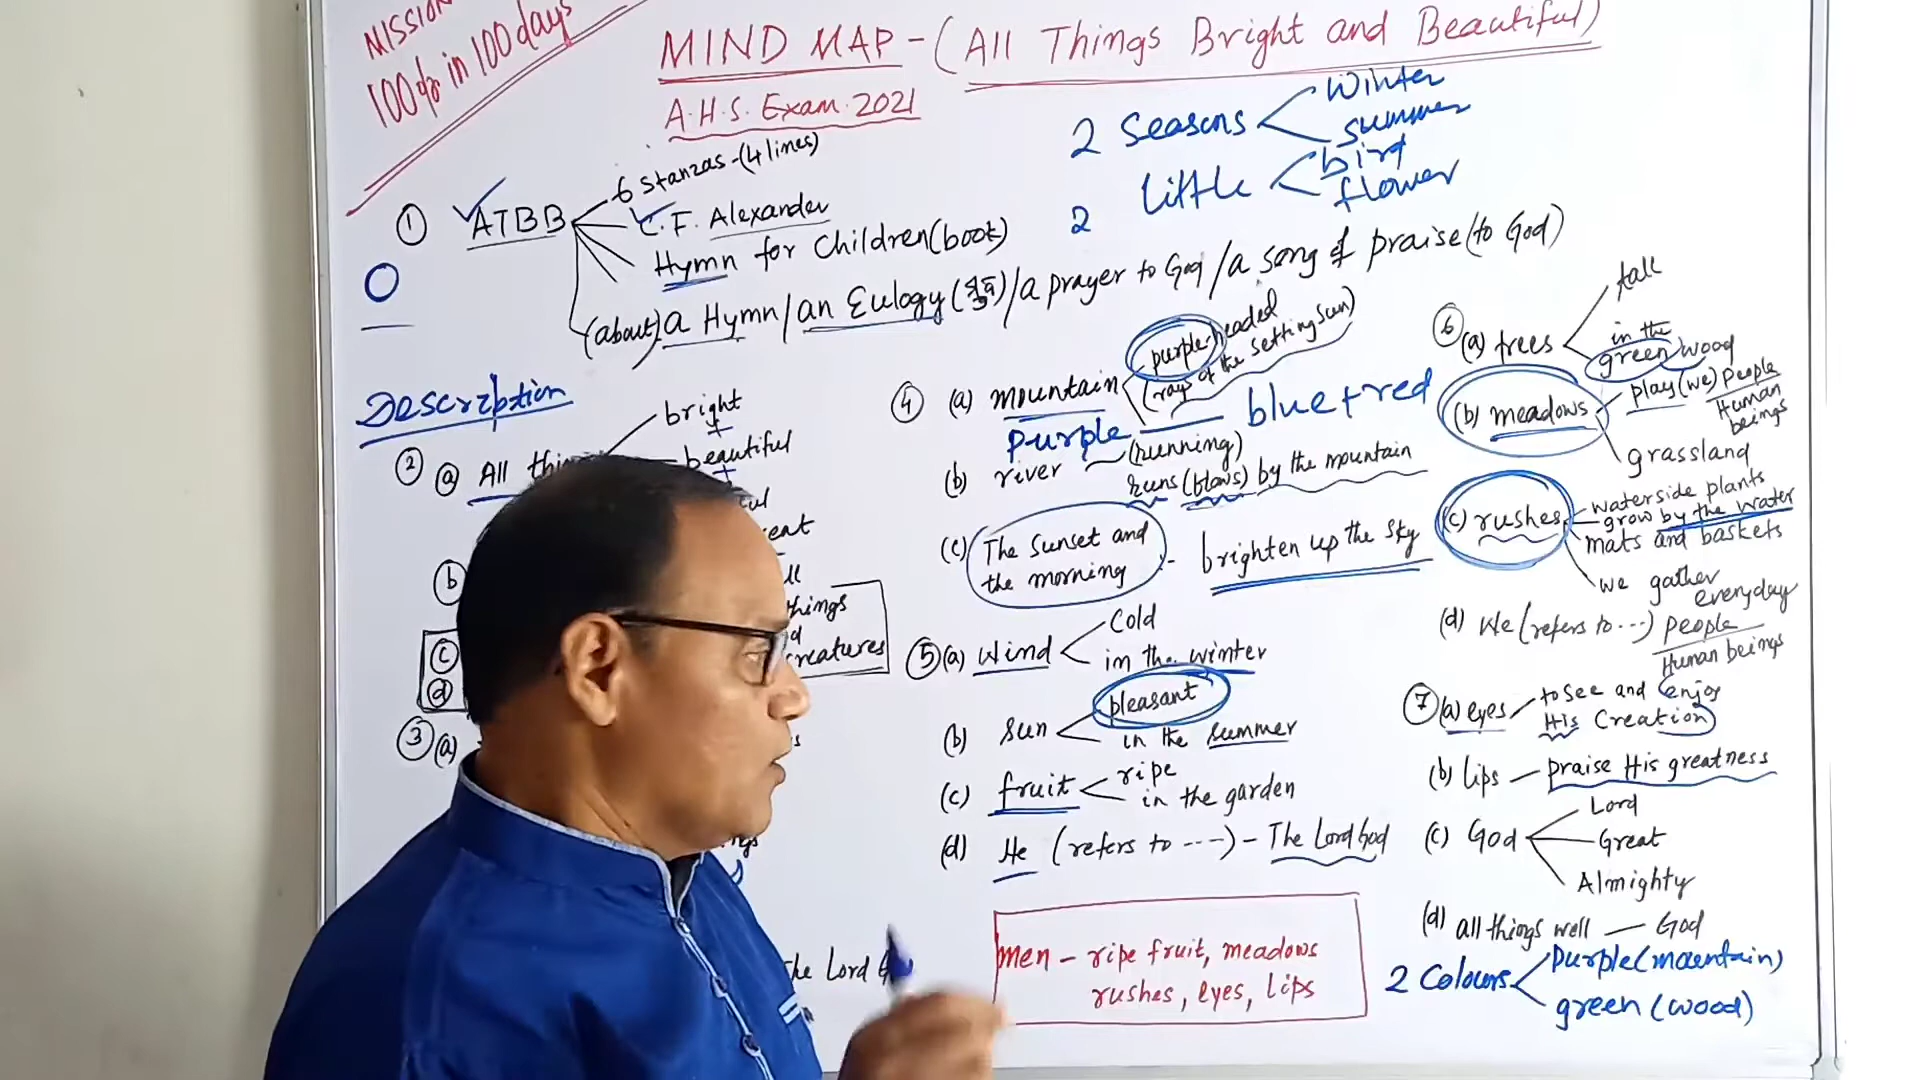 MISSION
100% in 100 days
MIND MAP - (All Things Bright and Beautiful)
A.H.S. Exam. 2021
2 Seasons
Winter
Summer
2 little
bird
flower
① ATBB
6 stanzas - (4 lines)
C.F. Alexander
Hymn for Children (book)
(about) a Hymn / an Eulogy / a prayer to God / a song of praise (to God)
Description
② (a) All
bright
+
beautiful
+
(b)
things
creatures
(c)
(d)
③ (a)
the Lord
④ (a) mountain
purple-headed
(rays of the setting sun)
purple
blue + red
(b) river
(running)
runs (flows) by the mountain
(c) The Sunset and the morning - brighten up the sky
⑤ (a) Wind
Cold
in the winter
(b) sun
pleasant
in the summer
(c) fruit
ripe
in the garden
(d) He (refers to ----) - The Lord God
men - ripe fruit, meadows
rushes, eyes, lips
⑥ (a) trees
tall
in the green wood
(b) meadows
play (we) people
Human beings
grassland
(c) rushes
waterside plants
grow by the water
mats and baskets
we gather everyday
(d) We (refers to ...) people
Human beings
⑦ (a) eyes
to see and enjoy
His Creation
(b) lips - praise His greatness
(c) God
Lord
Great
Almighty
(d) all things well - God
2 Colours
purple (mountain)
green (wood)